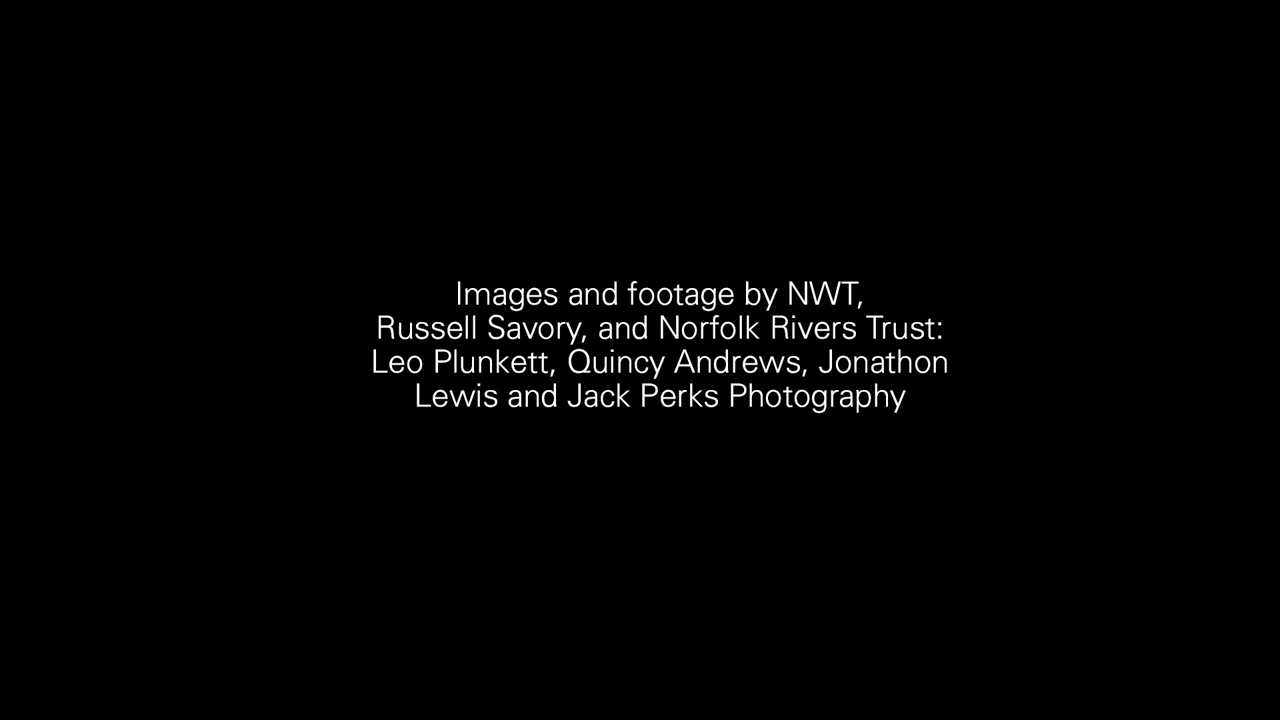 Images and footage by NWT,
Russell Savory, and Norfolk Rivers Trust:
Leo Plunkett, Quincy Andrews, Jonathon
Lewis and Jack Perks Photography